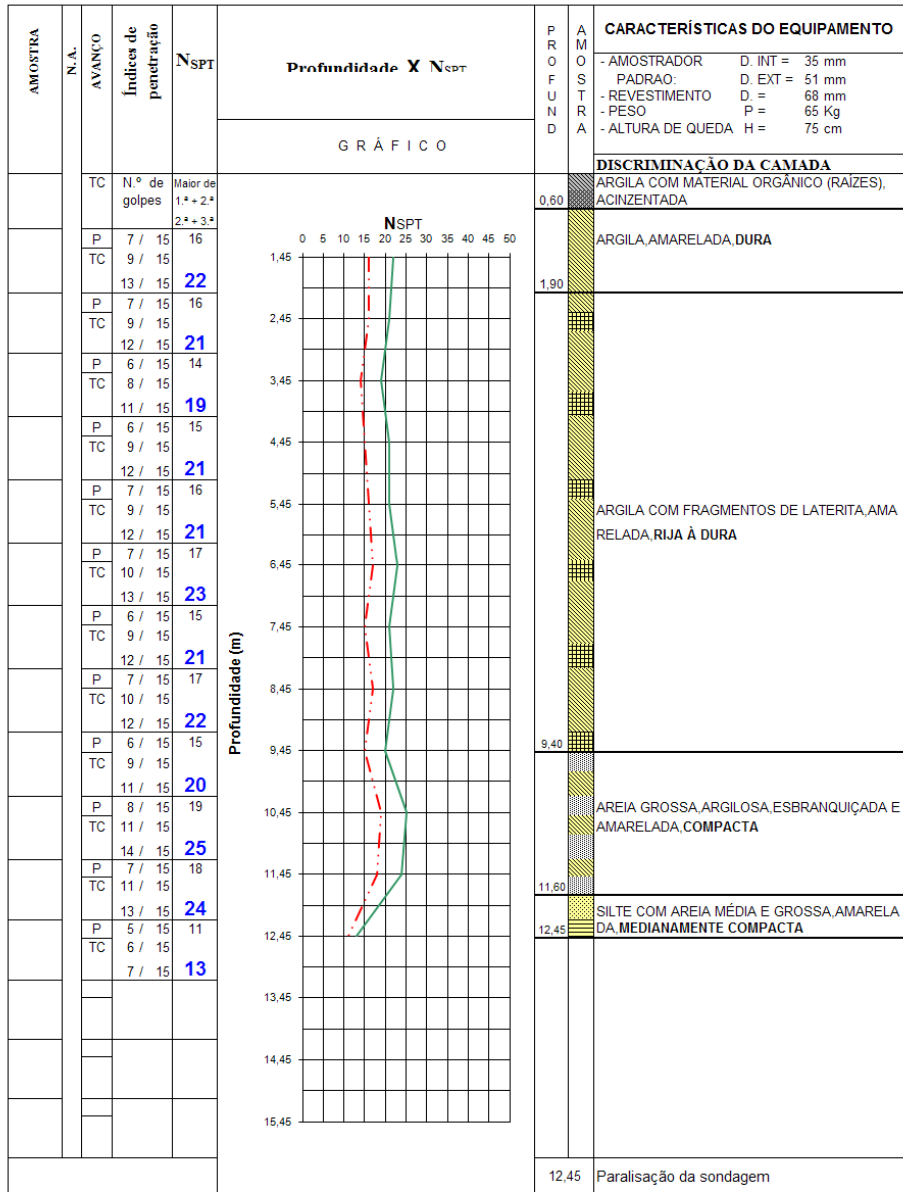 AMOSTRA
N. A.
AVANÇO
Índices de penetração
NSPT
Profundidade X NSPT
GRÁFICO
PROFUND
AMOSTRA
CARACTERÍSTICAS DO EQUIPAMENTO
- AMOSTRADOR D. INT = 35 mm
PADRAO: D. EXT = 51 mm
- REVESTIMENTO D. = 68 mm
- PESO P = 65 Kg
- ALTURA DE QUEDA H = 75 cm
DISCRIMINAÇÃO DA CAMADA
TC N.º de Maior de
golpes 1.ª + 2.ª
2.ª + 3.ª
0,60 ARGILA COM MATERIAL ORGÂNICO (RAÍZES),
ACINZENTADA
NSPT
0 5 10 15 20 25 30 35 40 45 50
P 7 / 15 16
TC 9 / 15
13 / 15 22
P 7 / 15 16
TC 9 / 15
12 / 15 21
P 6 / 15 14
TC 8 / 15
11 / 15 19
P 6 / 15 15
TC 9 / 15
12 / 15 21
P 7 / 15 16
TC 9 / 15
12 / 15 21
P 7 / 15 17
TC 10 / 15
13 / 15 23
P 6 / 15 15
TC 9 / 15
12 / 15 21
P 7 / 15 17
TC 10 / 15
12 / 15 22
P 6 / 15 15
TC 9 / 15
11 / 15 20
P 8 / 15 19
TC 11 / 15
14 / 15 25
P 7 / 15 18
TC 11 / 15
13 / 15 24
P 5 / 15 11
TC 6 / 15
7 / 15 13
Profundidade (m)
1,45
2,45
3,45
4,45
5,45
6,45
7,45
8,45
9,45
10,45
11,45
12,45
13,45
14,45
15,45
ARGILA,AMARELADA,DURA
1,90
ARGILA COM FRAGMENTOS DE LATERITA,AMA
RELADA,RIJA À DURA
9,40
AREIA GROSSA,ARGILOSA,ESBRANQUIÇADA E
AMARELADA,COMPACTA
11,60
SILTE COM AREIA MÉDIA E GROSSA,AMARELA
12,45 DA,MEDIANAMENTE COMPACTA
12,45 Paralisação da sondagem